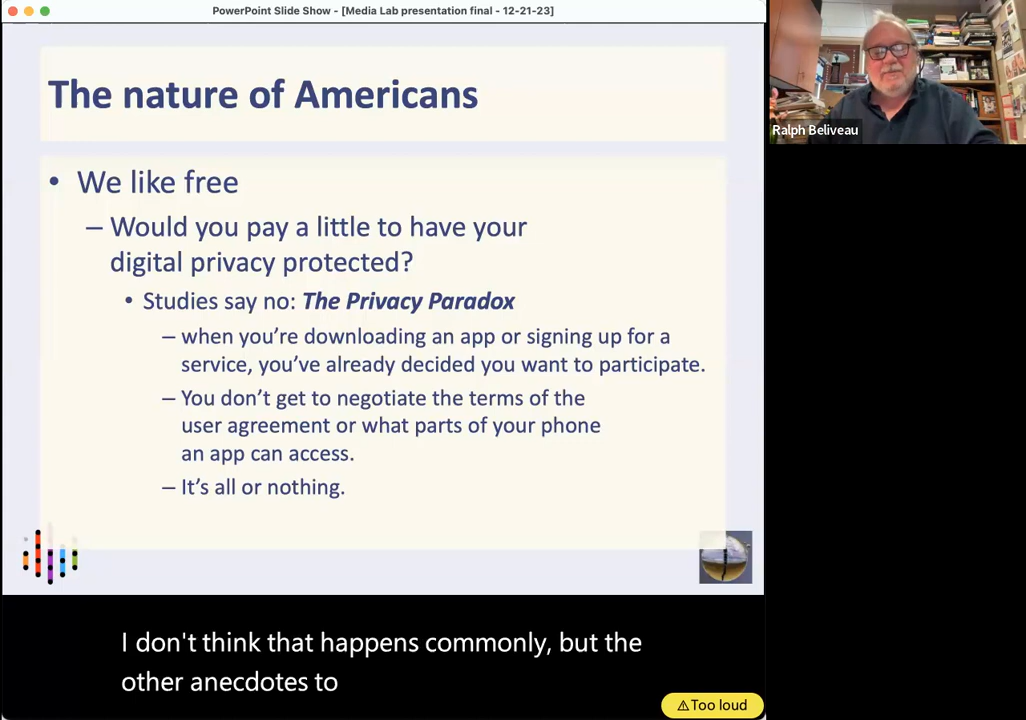 PowerPoint Slide Show - [Media Lab presentation final - 12-21-23]
The nature of Americans
• We like free
– Would you pay a little to have your
digital privacy protected?
• Studies say no: The Privacy Paradox
– when you’re downloading an app or signing up for a
service, you’ve already decided you want to participate.
– You don’t get to negotiate the terms of the
user agreement or what parts of your phone
an app can access.
– It’s all or nothing.
Ralph Beliveau
I don't think that happens commonly, but the
other anecdotes to
⚠Too loud